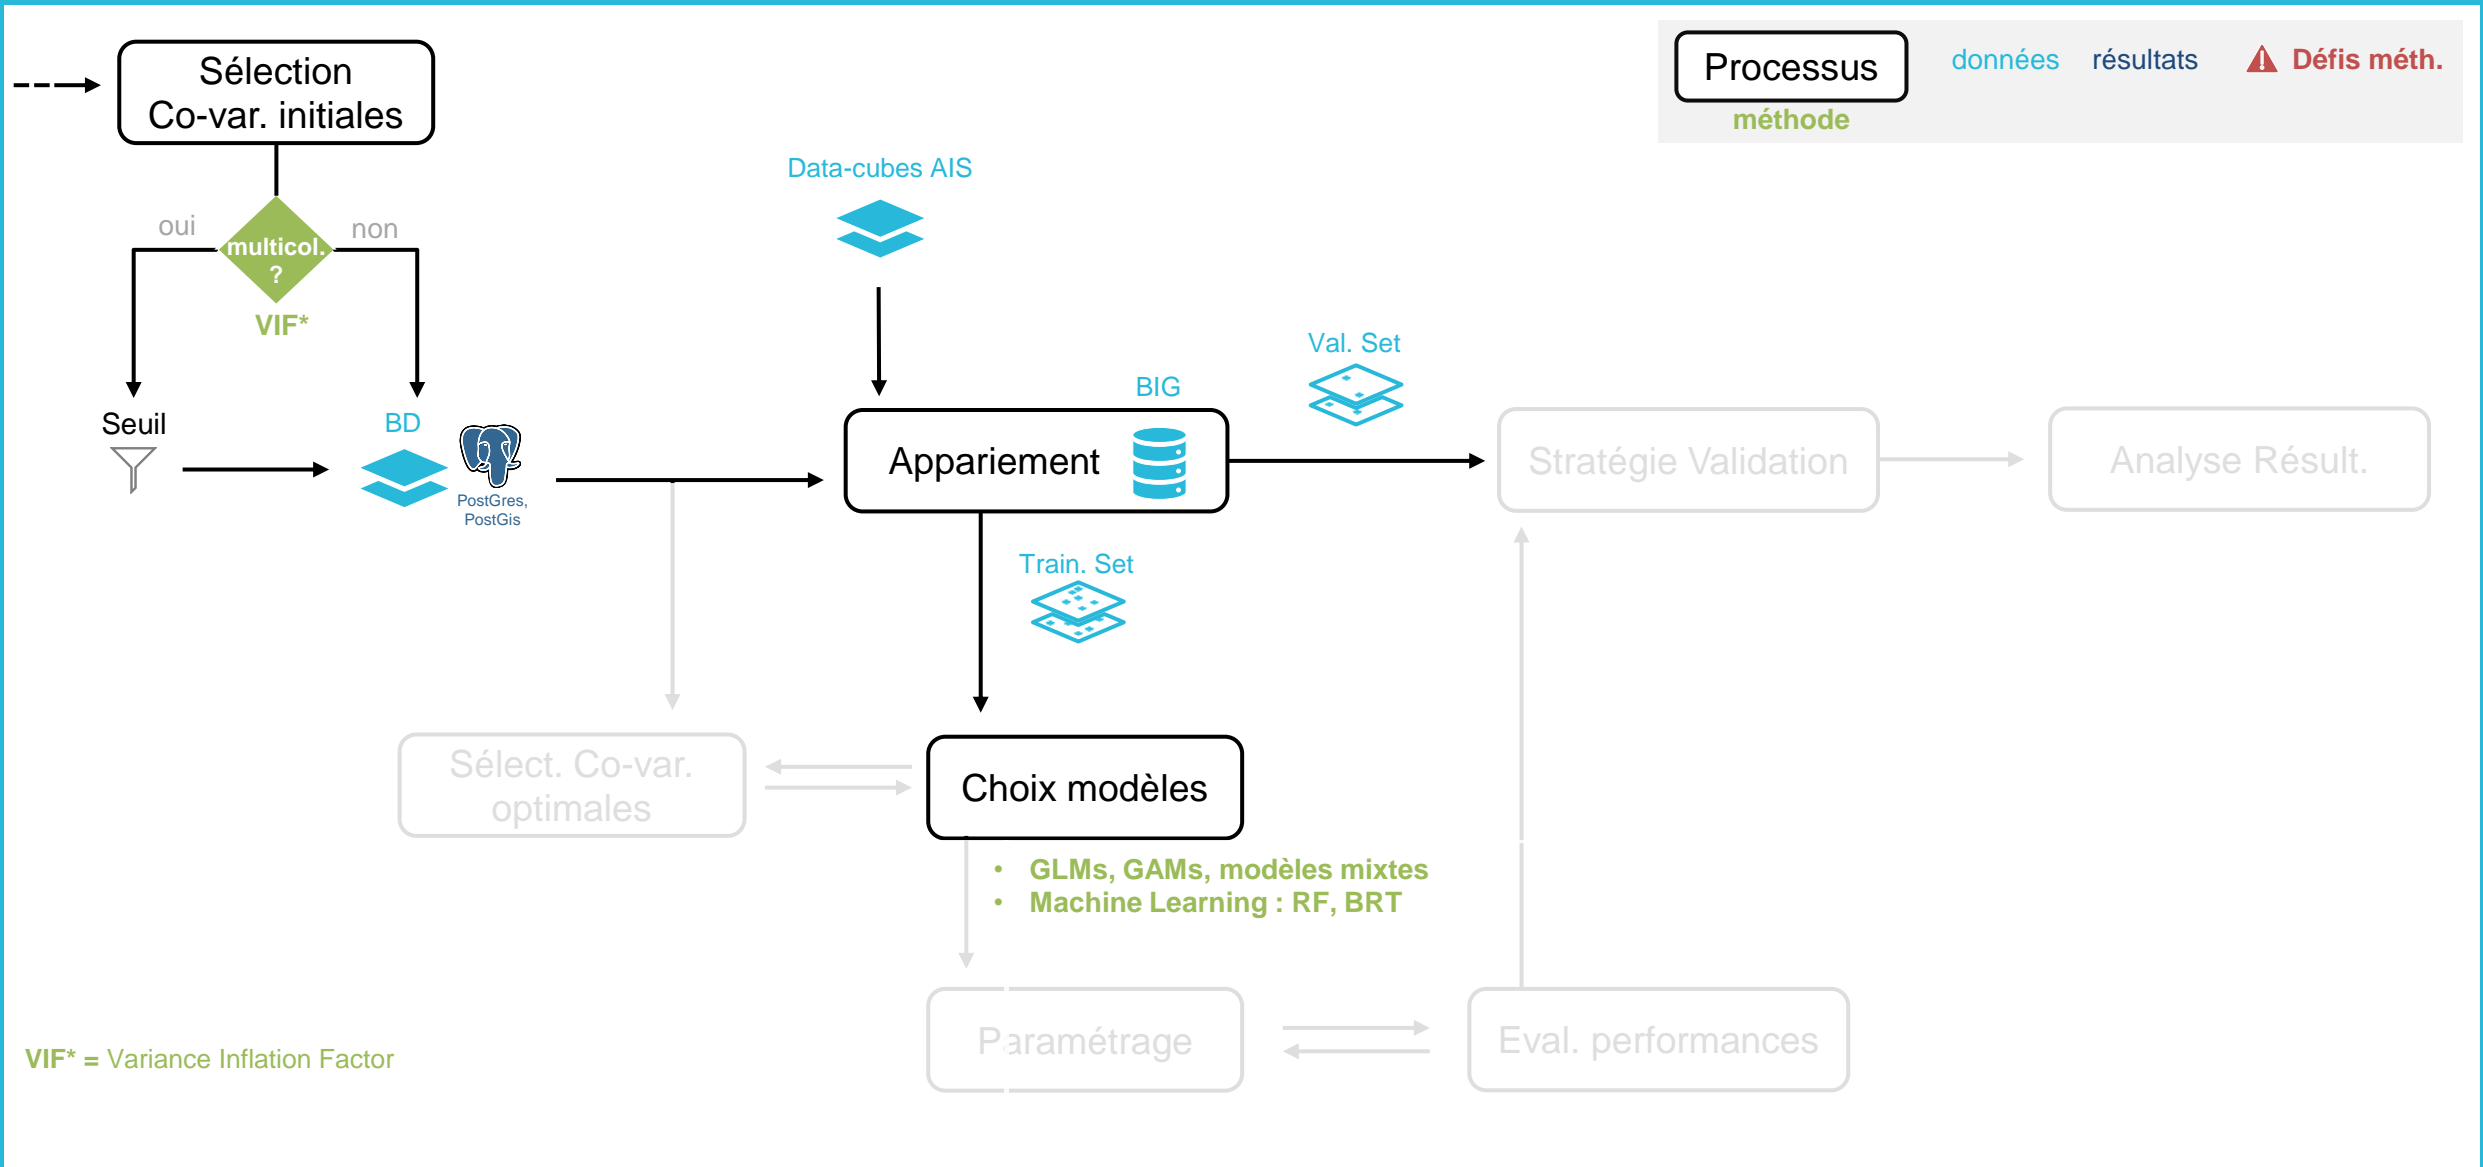 Sélection
Co-var. initiales
Processus
méthode
données
résultats
Défis méth.
oui
multicol.
?
non
VIF*
Data-cubes AIS
Seuil
BD
PostGres,
PostGis
BIG
Appariement
Val. Set
Stratégie Validation
Analyse Résult.
Train. Set
Sélect. Co-var.
optimales
Choix modèles
• GLMs, GAMs, modèles mixtes
• Machine Learning : RF, BRT
Paramétrage
Eval. performances
VIF* = Variance Inflation Factor